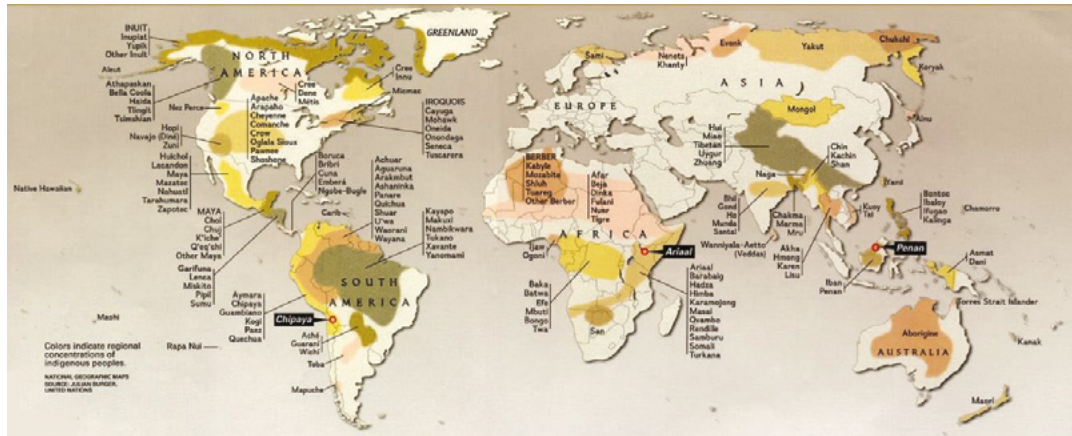 INUIT
Inupiat
Yupik
Other Inuit
Aleut
Athapaskan
Bella Coola
Haida
Tlingit
Tsimshian
NORTH
AMERICA
GREENLAND
Cree
Innu
Micmac
Cree
Dene
Métis
Nez Perce
Apache
Arapaho
Cheyenne
Comanche
Crow
Oglala Sioux
Pawnee
Shoshone
IROQUOIS
Cayuga
Mohawk
Oneida
Onondaga
Seneca
Tuscarora
Hopi
Navajo (Diné)
Zuni
Huichol
Lacandon
Maya
Mazatec
Nahuatl
Tarahumara
Zapotec
Native Hawaiian
MAYA
Chol
Chuj
K'iche'
Q'eq'shi
Other Maya
Garifuna
Lenca
Miskito
Pipil
Sumu
Boruca
Bribri
Cuna
Emberá
Ngobe-Bugle
Carib
Achuar
Aguaruna
Arakmbut
Ashaninka
Panare
Quichua
Shuar
U'wa
Waorani
Wayana
Kayapo
Makuxi
Nambikwara
Tukano
Xavante
Yanomami
SOUTH
AMERICA
Aymara
Chipaya
Guambiano
Kogi
Paez
Quechua
Chipaya
Aché
Guarani
Wichi
Toba
Mapuche
Mashi
Rapa Nui
Colors indicate regional
concentrations of
indigenous peoples.
NATIONAL GEOGRAPHIC MAPS
SOURCE: JULIAN BURGER,
UNITED NATIONS
EUROPE
Sami
Nenets
Khanty
Evenk
Yakut
Chukchi
Koryak
ASIA
Mongol
Ainu
BERBER
Kabyle
Mozabite
Shluh
Tuareg
Other Berber
Afar
Beja
Dinka
Fulani
Nuer
Tigre
AFRICA
Ijaw
Ogoni
Baka
Batwa
Efe
Mbuti
Bongo
Twa
San
Ariaal
Ariaal
Barabaig
Hadza
Himba
Karamojong
Masai
Ovambo
Rendille
Samburu
Somali
Turkana
Hui
Miao
Tibetan
Uygur
Zhuang
Naga
Chin
Kachin
Shan
Bhil
Gond
Ho
Munda
Santal
Chakma
Marma
Mru
Wanniyala-Aetto
(Veddas)
Akha
Hmong
Karen
Lisu
Kuoy
Tai
Yami
Bontoc
Ibaloy
Ifugao
Kalinga
Chamorro
Penan
Iban
Penan
Asmat
Dani
Torres Strait Islander
Aborigine
AUSTRALIA
Kanak
Maori